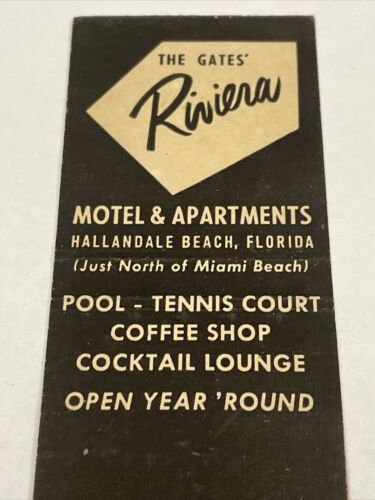 THE GATES'
Riviera
MOTEL & APARTMENTS
HALLANDALE BEACH, FLORIDA
(Just North of Miami Beach)
POOL - TENNIS COURT
COFFEE SHOP
COCKTAIL LOUNGE
OPEN YEAR 'ROUND